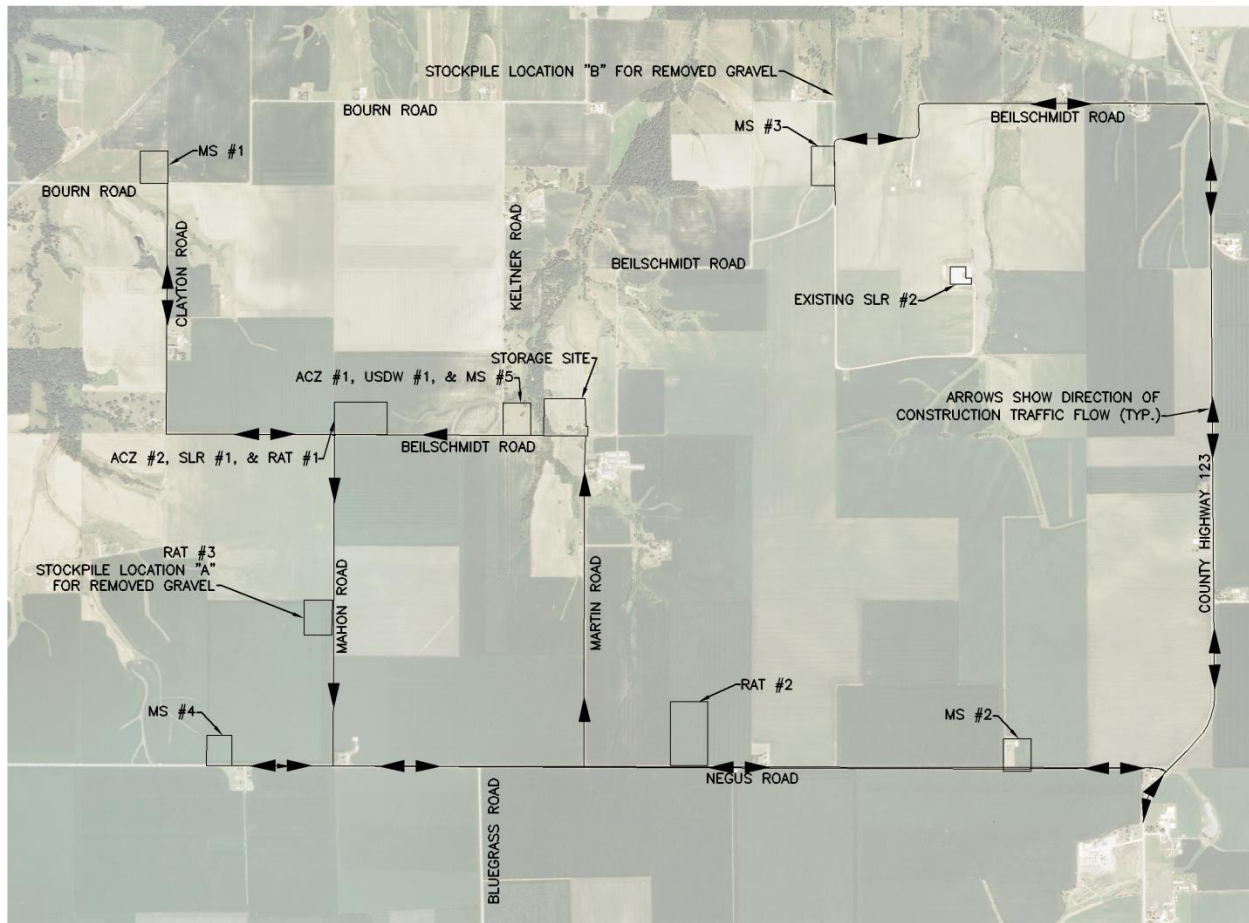 STOCKPILE LOCATION "B" FOR REMOVED GRAVEL
BOURN ROAD
BEILSCHMIDT ROAD
MS #3
MS #1
BOURN ROAD
CLAYTON ROAD
KELTNER ROAD
BEILSCHMIDT ROAD
EXISTING SLR #2
STORAGE SITE
ACZ #1, USDW #1, & MS #5
ARROWS SHOW DIRECTION OF
CONSTRUCTION TRAFFIC FLOW (TYP.)
BEILSCHMIDT ROAD
ACZ #2, SLR #1, & RAT #1
COUNTY HIGHWAY 123
RAT #3
STOCKPILE LOCATION "A"
FOR REMOVED GRAVEL
MAHON ROAD
MARTIN ROAD
RAT #2
MS #4
MS #2
NEGUS ROAD
BLUEGRASS ROAD